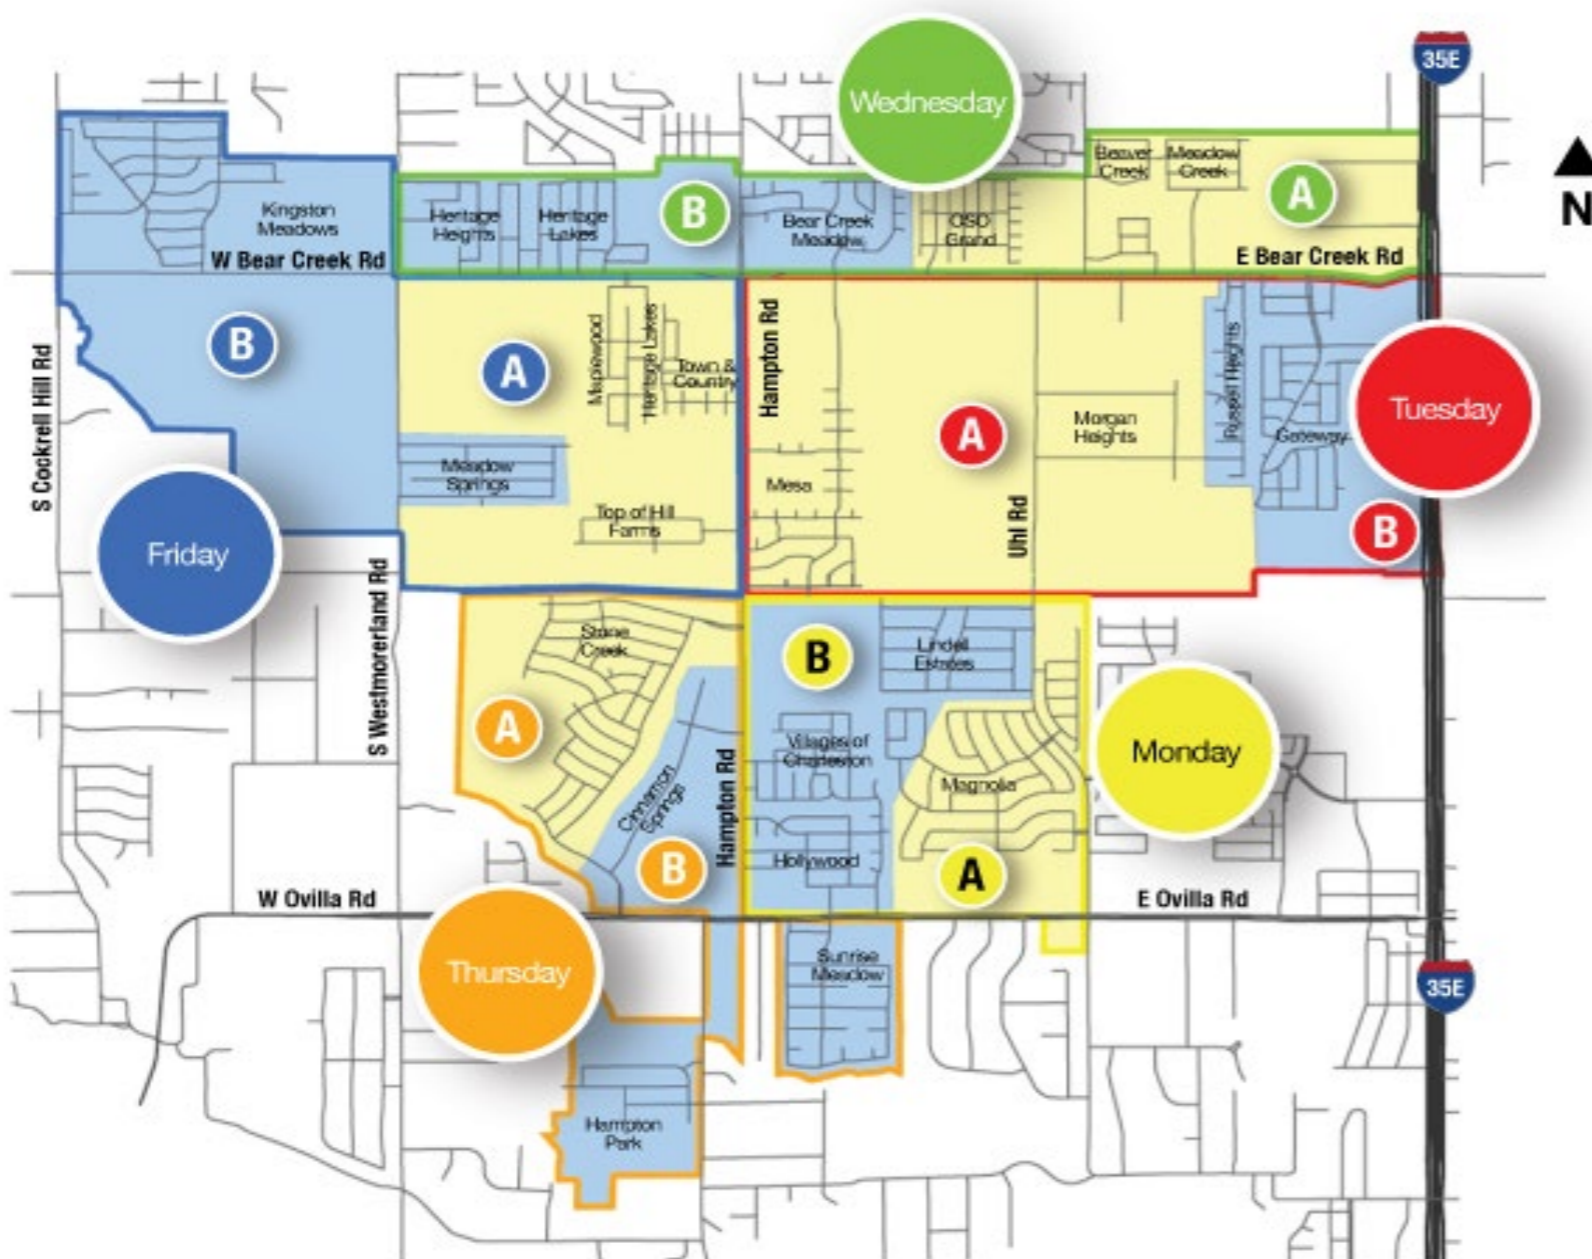 35E
Wednesday
N
Beaver
Creek
Meadow
Creek
A
Kingston
Meadows
Heritage
Heights
Heritage
Lakes
B
Bear Creek
Meadow
OSD
Grand
W Bear Creek Rd
E Bear Creek Rd
B
A
Maplewood
Heritage Lakes
Town &
Country
Hampton Rd
Russel Heights
Tuesday
S Cockrell Hill Rd
A
Morgan
Heights
Gateway
Meadow
Springs
Mesa
Top of Hill
Farms
Uhl Rd
B
Friday
S Westmorerland Rd
Stone
Creek
B
Lindell
Estates
A
Villages of
Charleston
Monday
Hampton Rd
Cinnamon
Springs
Magnolia
B
Hollywood
A
W Ovilla Rd
E Ovilla Rd
Thursday
Sunrise
Meadow
35E
Hampton
Park